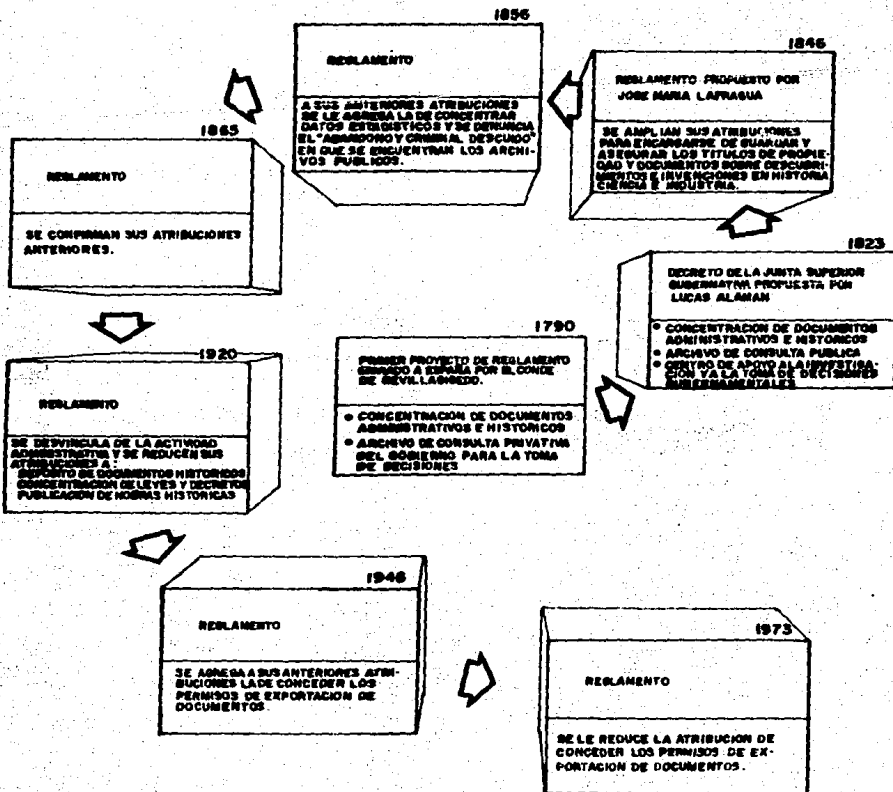 1790
PRIMER PROYECTO DE REGLAMENTO
ENVIADO A ESPAÑA POR EL CONDE
DE REVILLAGIGEDO.
• CONCENTRACION DE DOCUMENTOS
ADMINISTRATIVOS E HISTORICOS
• ARCHIVO DE CONSULTA PRIVATIVA
DEL GOBIERNO PARA LA TOMA
DE DECISIONES
1823
DECRETO DE LA JUNTA SUPERIOR
GUBERNATIVA PROPUESTA POR
LUCAS ALAMAN
• CONCENTRACION DE DOCUMENTOS
ADMINISTRATIVOS E HISTORICOS
• ARCHIVO DE CONSULTA PUBLICA
• CENTRO DE APOYO A LA INVESTIGA-
CION Y A LA TOMA DE DECISIONES
GUBERNAMENTALES
1846
REGLAMENTO PROPUESTO POR
JOSE MARIA LAFRAGUA
SE AMPLIAN SUS ATRIBUCIONES
PARA ENCARGARSE DE GUARDAR Y
ASEGURAR LOS TITULOS DE PROPIE-
DAD Y DOCUMENTOS SOBRE DESCUBRI-
MIENTOS E INVENCIONES EN HISTORIA
CIENCIA E INDUSTRIA.
1856
REGLAMENTO
A SUS ANTERIORES ATRIBUCIONES
SE LE AGREGA LA DE CONCENTRAR
DATOS ESTADISTICOS Y SE DENUNCIA
EL "ABANDONO Y CRIMINAL DESCUIDO"
EN QUE SE ENCUENTRAN LOS ARCHI-
VOS PUBLICOS.
1865
REGLAMENTO
SE CONFIRMAN SUS ATRIBUCIONES
ANTERIORES.
1920
REGLAMENTO
SE DESVINCULA DE LA ACTIVIDAD
ADMINISTRATIVA Y SE REDUCEN SUS
ATRIBUCIONES A:
DEPOSITO DE DOCUMENTOS HISTORICOS
CONCENTRACION DE LEYES Y DECRETOS
PUBLICACION DE HOBRAS HISTORICAS
1946
REGLAMENTO
SE AGREGA A SUS ANTERIORES ATRI-
BUCIONES LA DE CONCEDER LOS
PERMISOS DE EXPORTACION DE
DOCUMENTOS.
1973
REGLAMENTO
SE LE REDUCE LA ATRIBUCION DE
CONCEDER LOS PERMISOS DE EX-
PORTACION DE DOCUMENTOS.